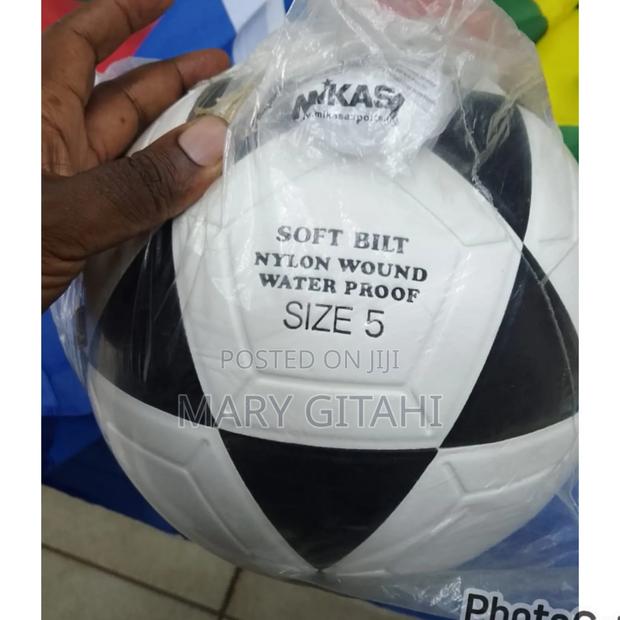 MIKASA
SOFT BILT
NYLON WOUND
WATER PROOF
SIZE 5
POSTED ON JIJI
MARY GITAHI